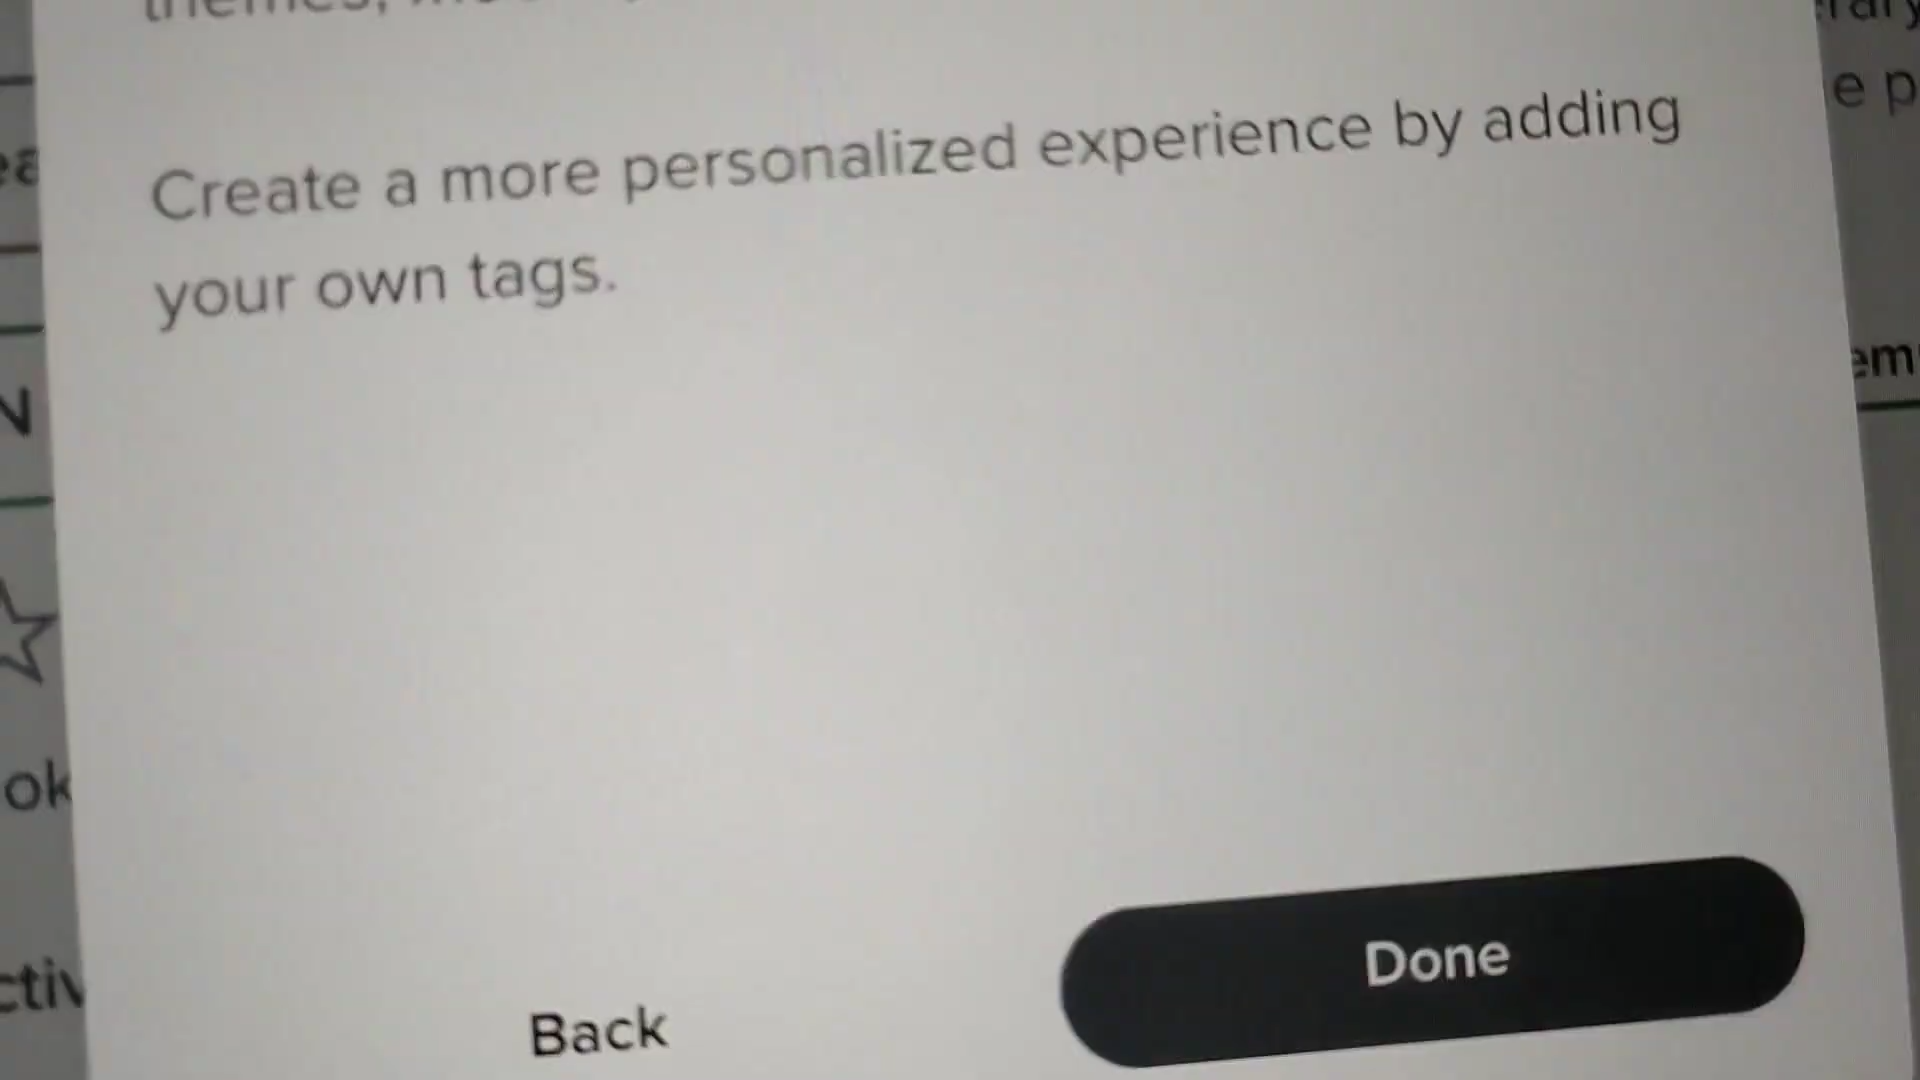 Create a more personalized experience by adding
your own tags.
Back
Done